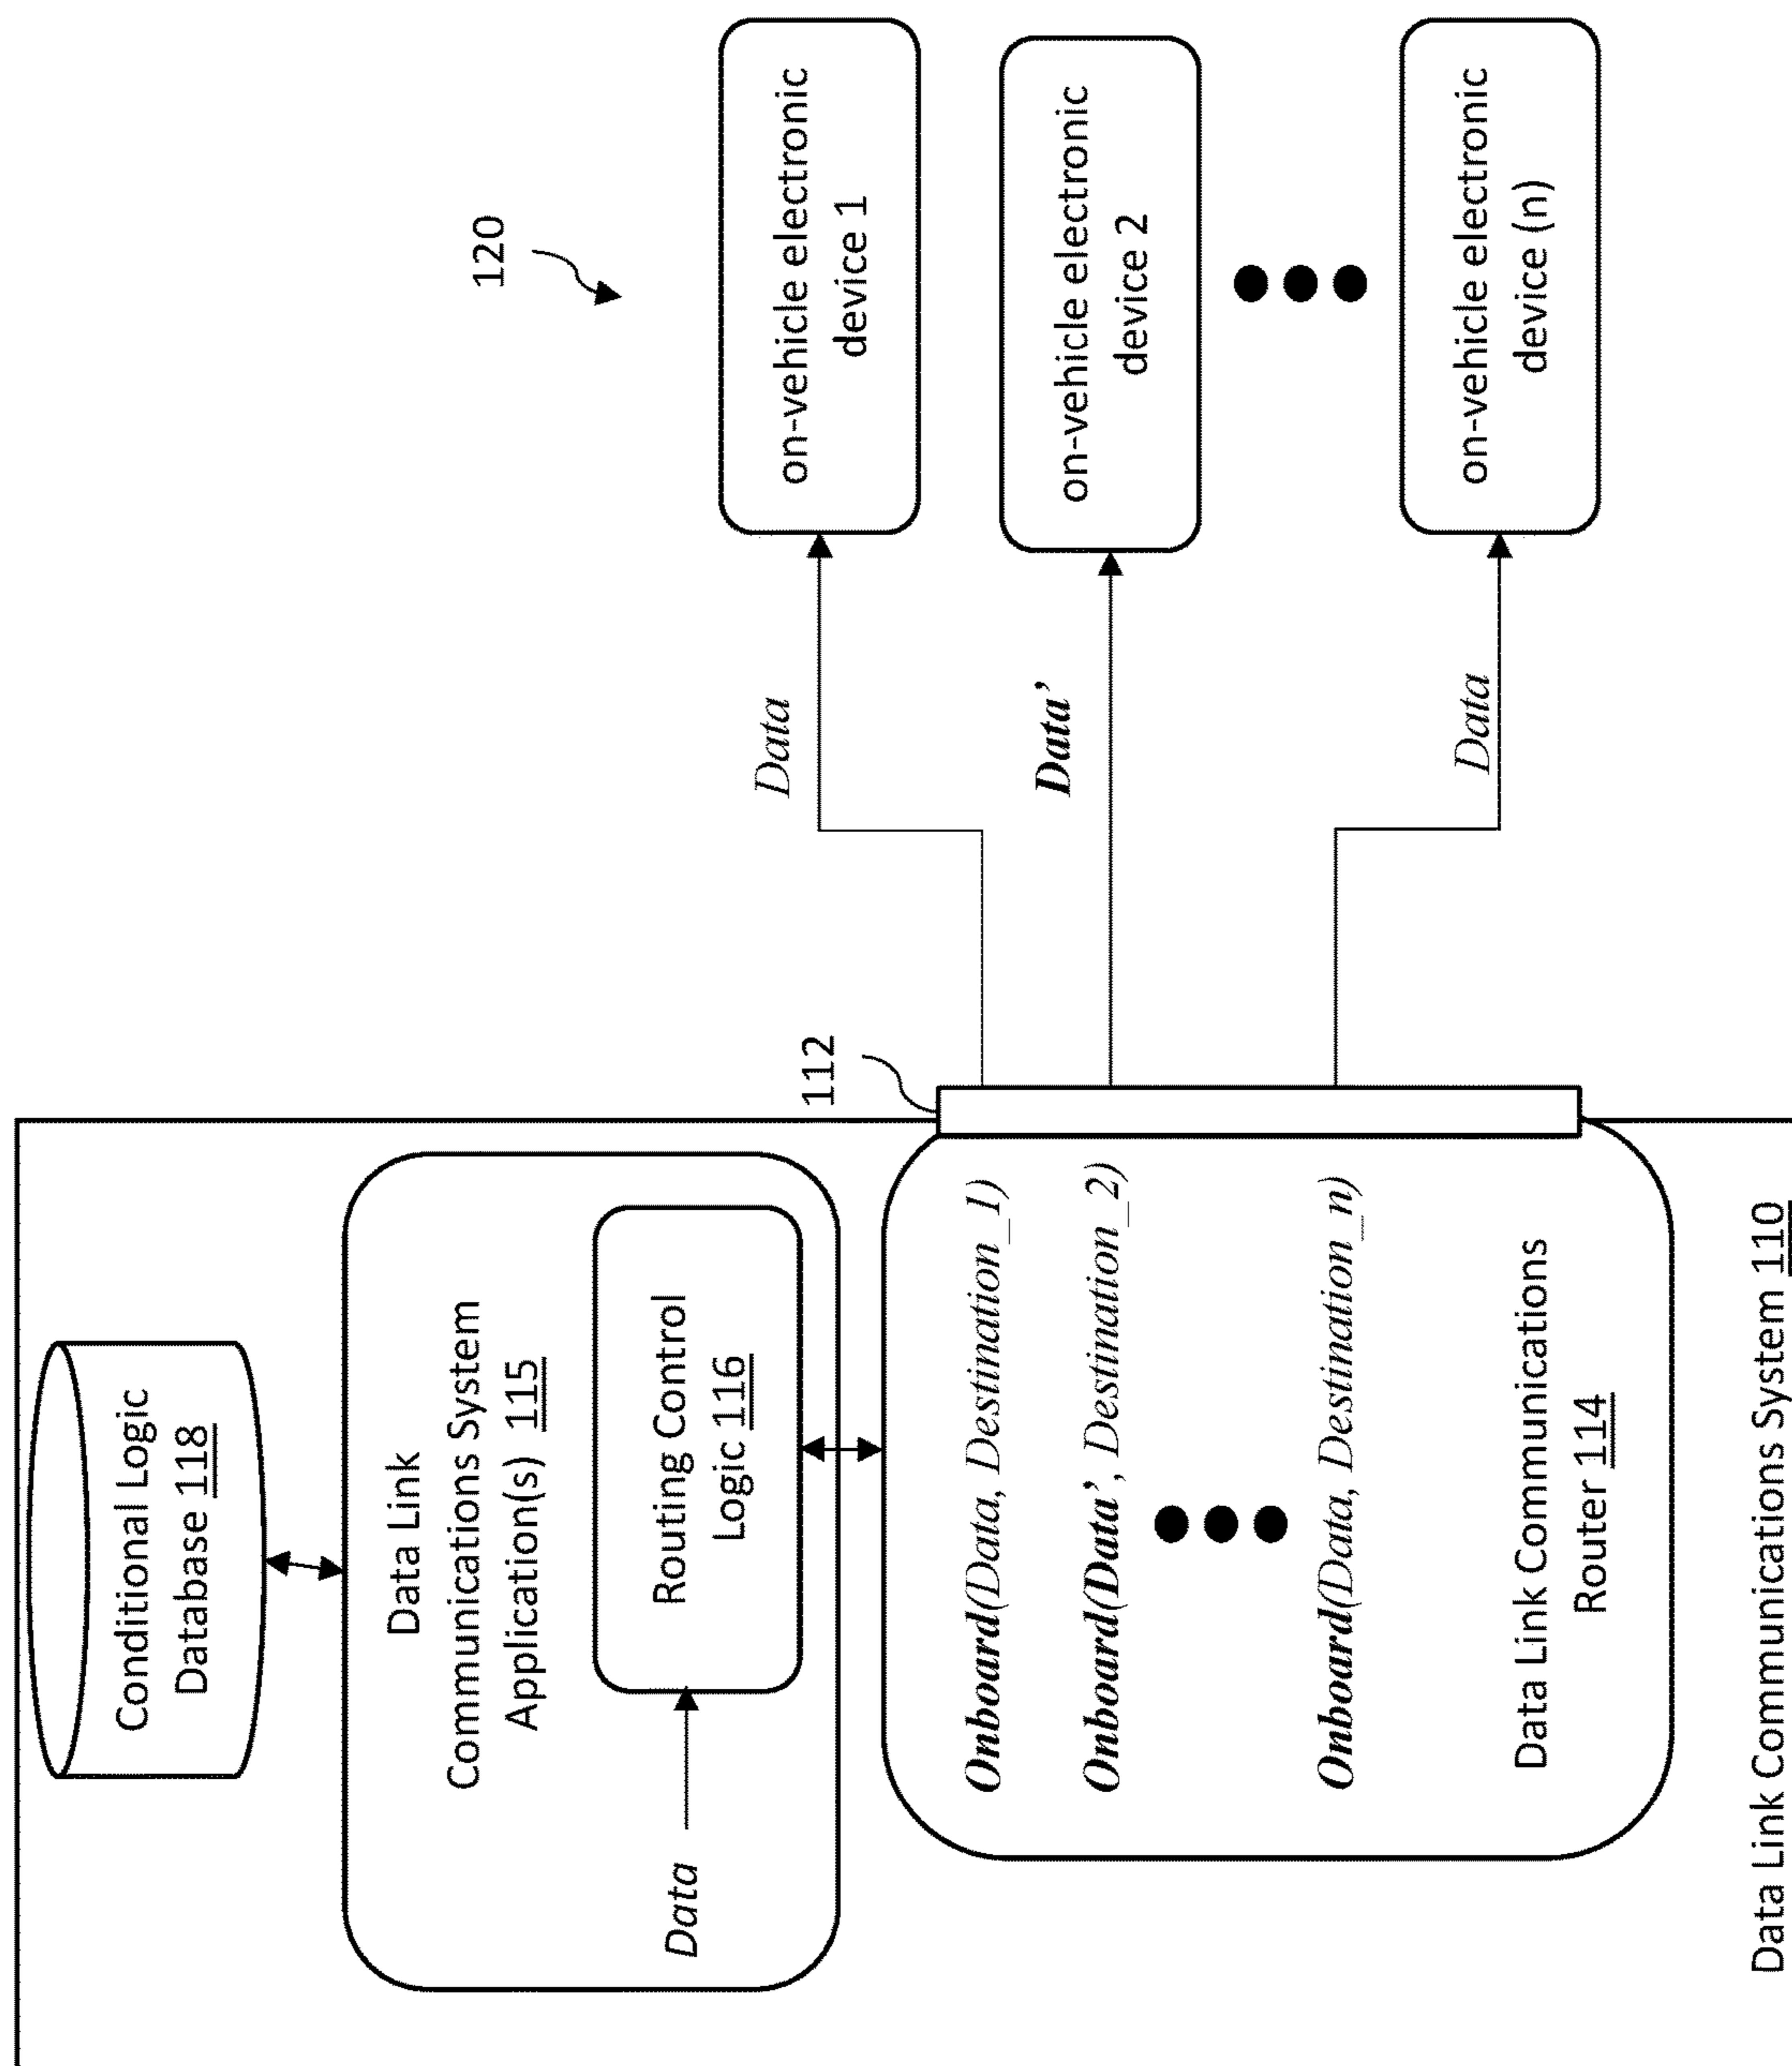 Conditional Logic
Database 118
Data Link
Communications System
Application(s) 115
Routing Control
Logic 116
Data
112
Onboard(Data, Destination_1)
Onboard(Data’, Destination_2)
Onboard(Data, Destination_n)
Data Link Communications
Router 114
Data Link Communications System 110
120
Data
Data’
Data
on-vehicle electronic
device 1
on-vehicle electronic
device 2
on-vehicle electronic
device (n)